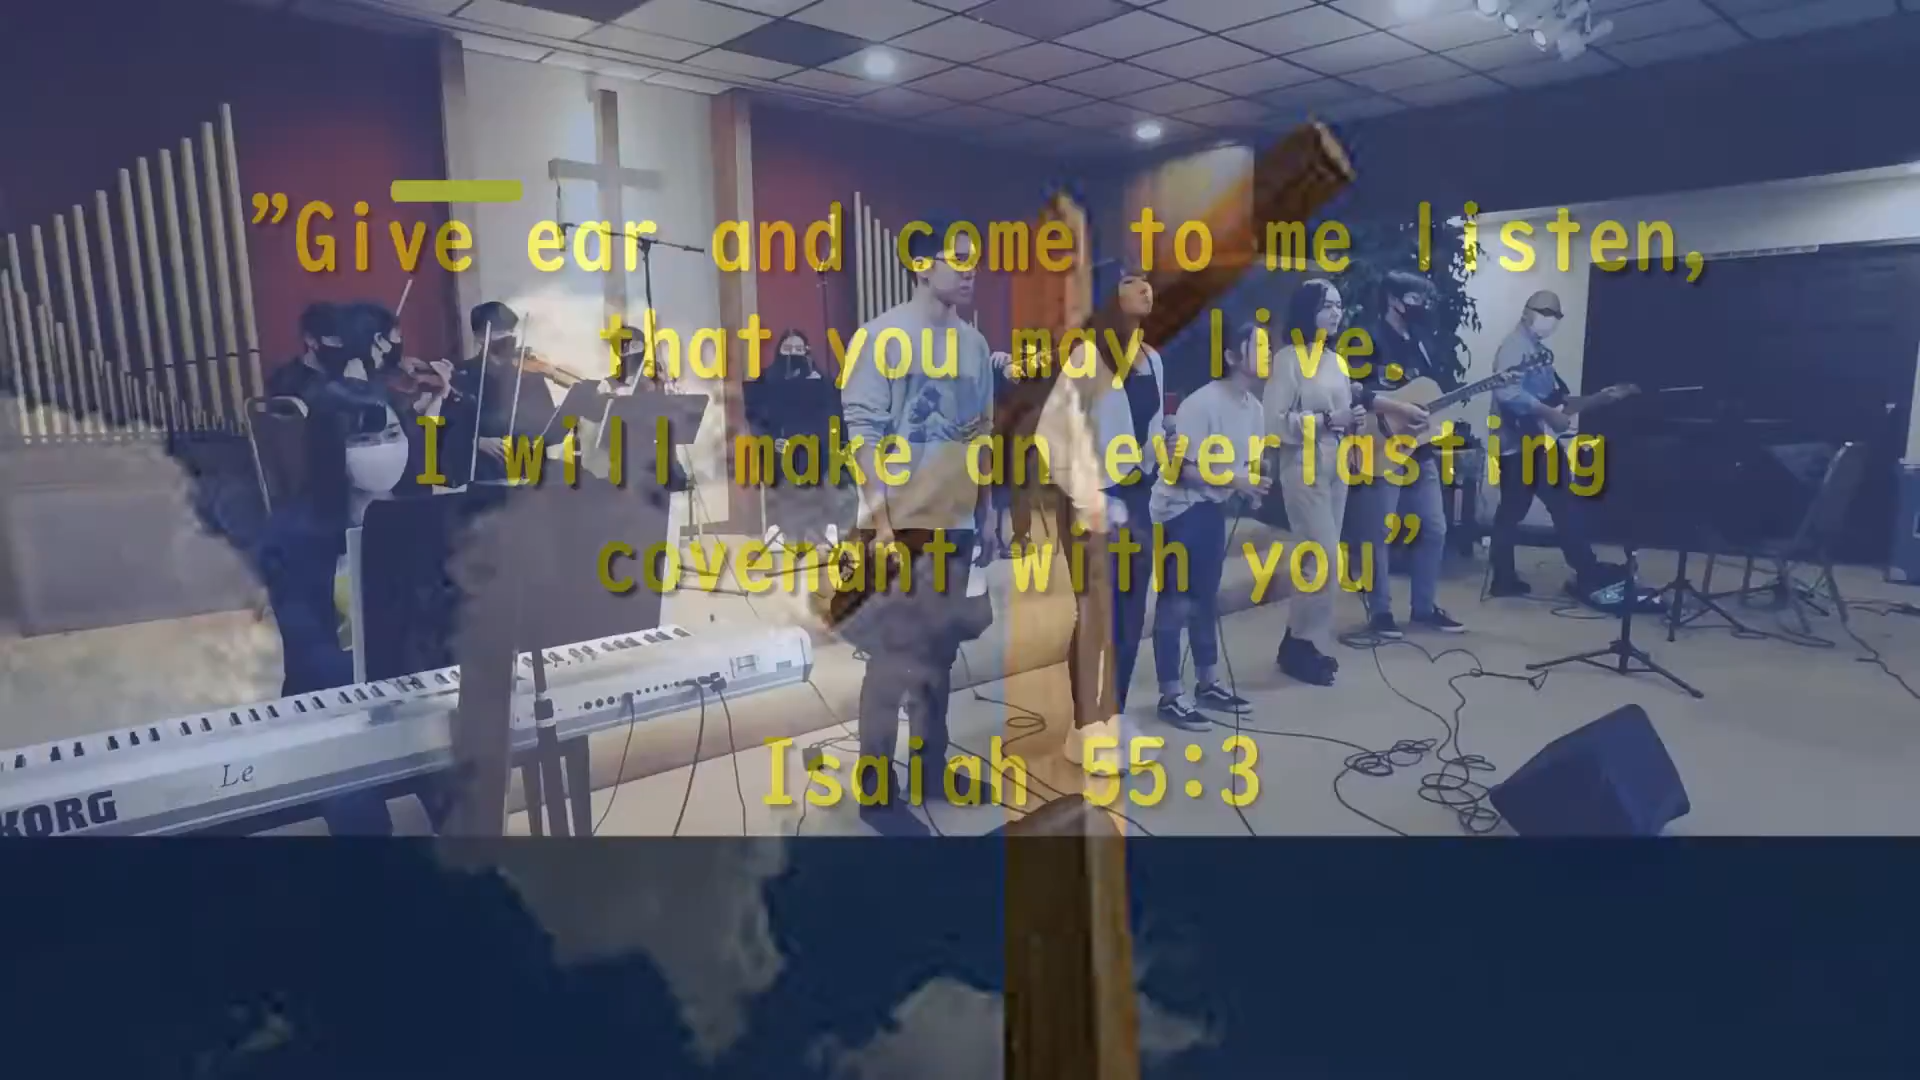 ”Give ear and come to me listen,
that you may live.
I will make an everlasting
covenant with you”
Isaiah 55:3
Le
KORG